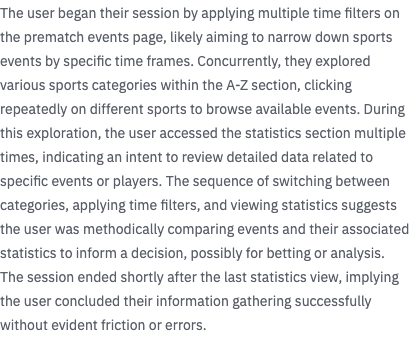 The user began their session by applying multiple time filters on
the prematch events page, likely aiming to narrow down sports
events by specific time frames. Concurrently, they explored
various sports categories within the A-Z section, clicking
repeatedly on different sports to browse available events. During
this exploration, the user accessed the statistics section multiple
times, indicating an intent to review detailed data related to
specific events or players. The sequence of switching between
categories, applying time filters, and viewing statistics suggests
the user was methodically comparing events and their associated
statistics to inform a decision, possibly for betting or analysis.
The session ended shortly after the last statistics view, implying
the user concluded their information gathering successfully
without evident friction or errors.